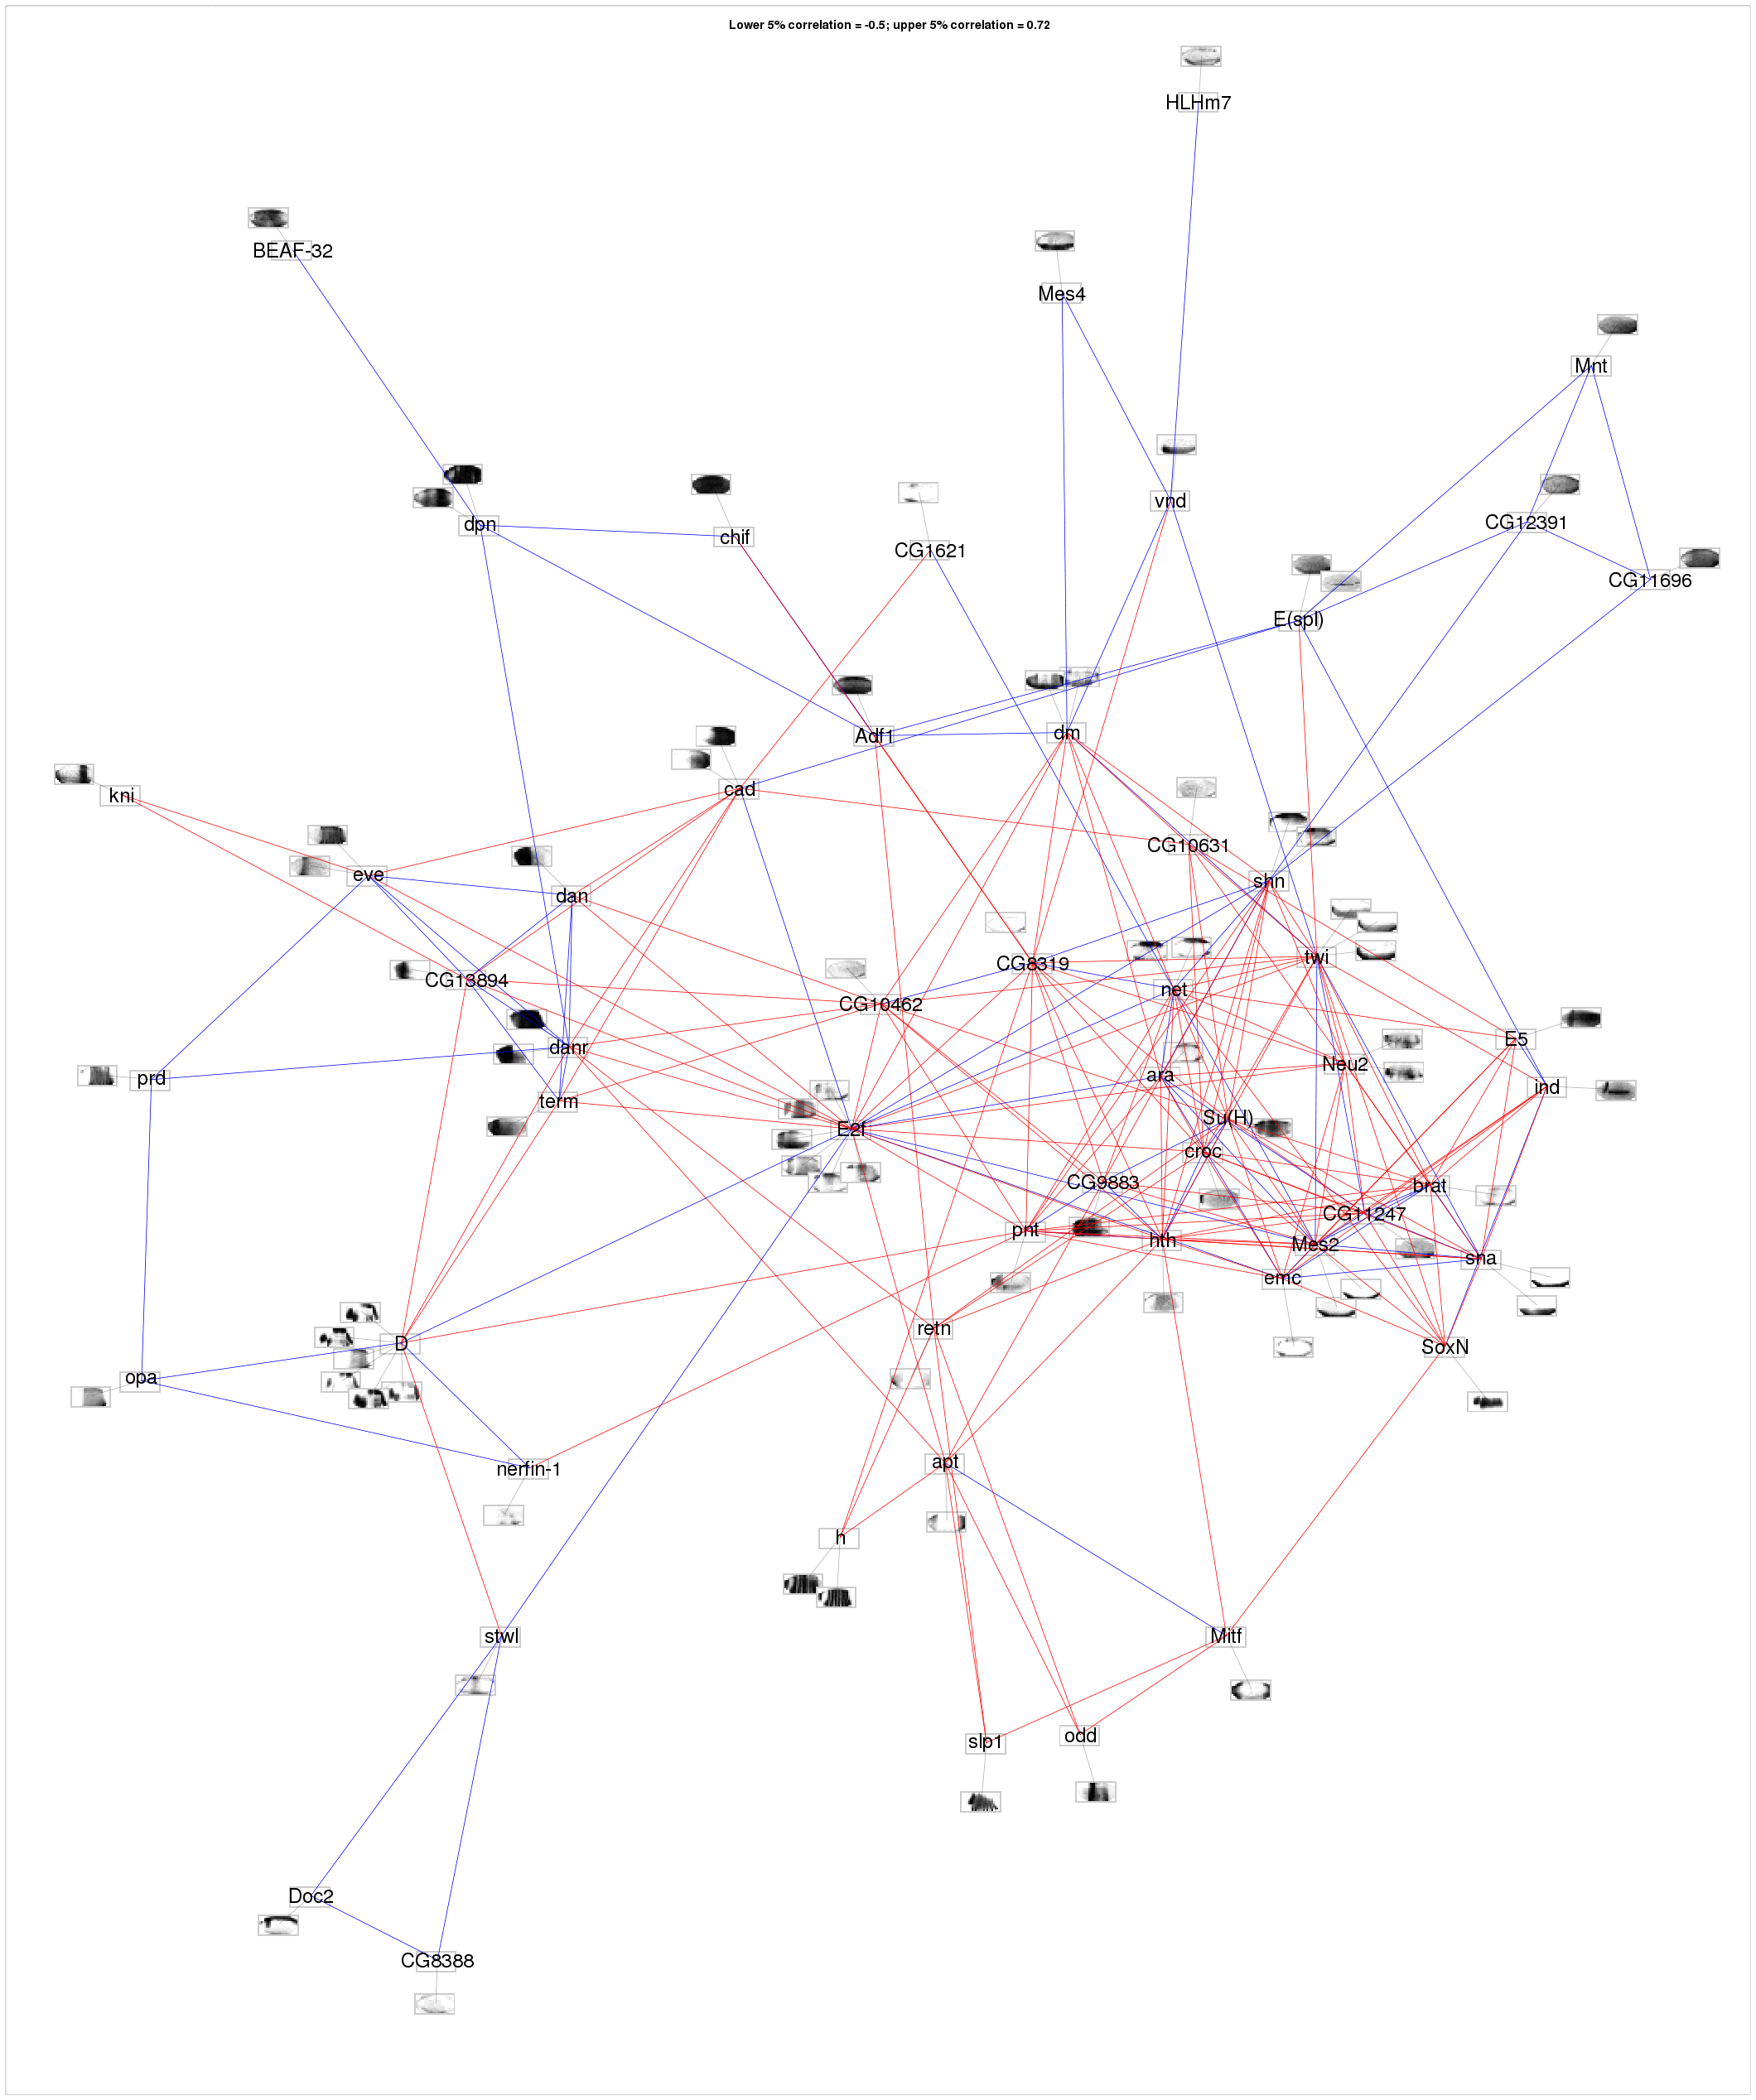 Lower 5% correlation = -0.5; upper 5% correlation = 0.72
HLHm7
BEAF-32
Mes4
Mnt
vnd
dpn
CG12391
chif
CG1621
CG11696
E(spl)
dm
Adf1
cad
kni
CG10631
eve
shn
dan
twi
CG8319
CG13894
net
CG10462
E5
danr
Neu2
ara
prd
ind
term
Su(H)
E2f
croc
CG9883
brat
CG11247
pnt
hth
Mes2
sna
emc
retn
D
SoxN
opa
apt
nerfin-1
h
stwl
Mitf
odd
slp1
Doc2
CG8388